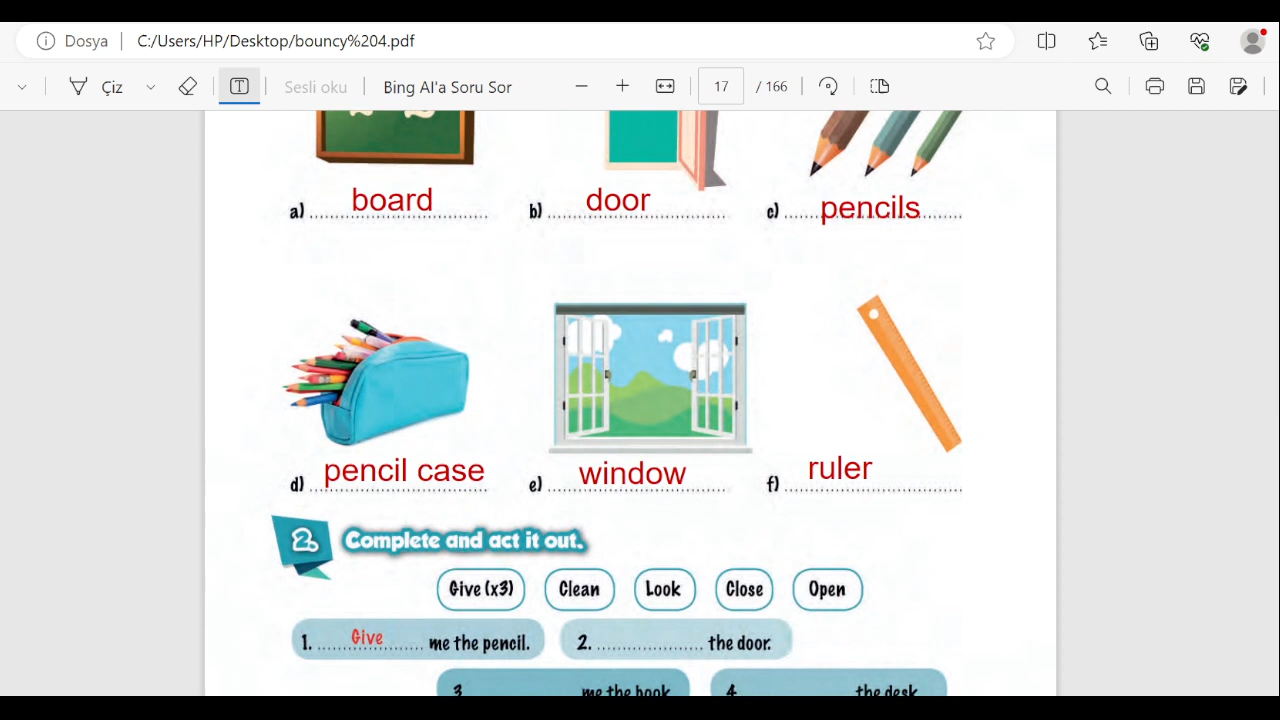 Dosya C:/Users/HP/Desktop/bouncy%204.pdf
Çiz Sesli oku Bing AI'a Soru Sor 17 / 166
a) board b) door c) pencils
d) pencil case e) window f) ruler
2. Complete and act it out.
Give (x3) Clean Look Close Open
1. Give me the pencil. 2. the door.
3. me the book 4. the desk